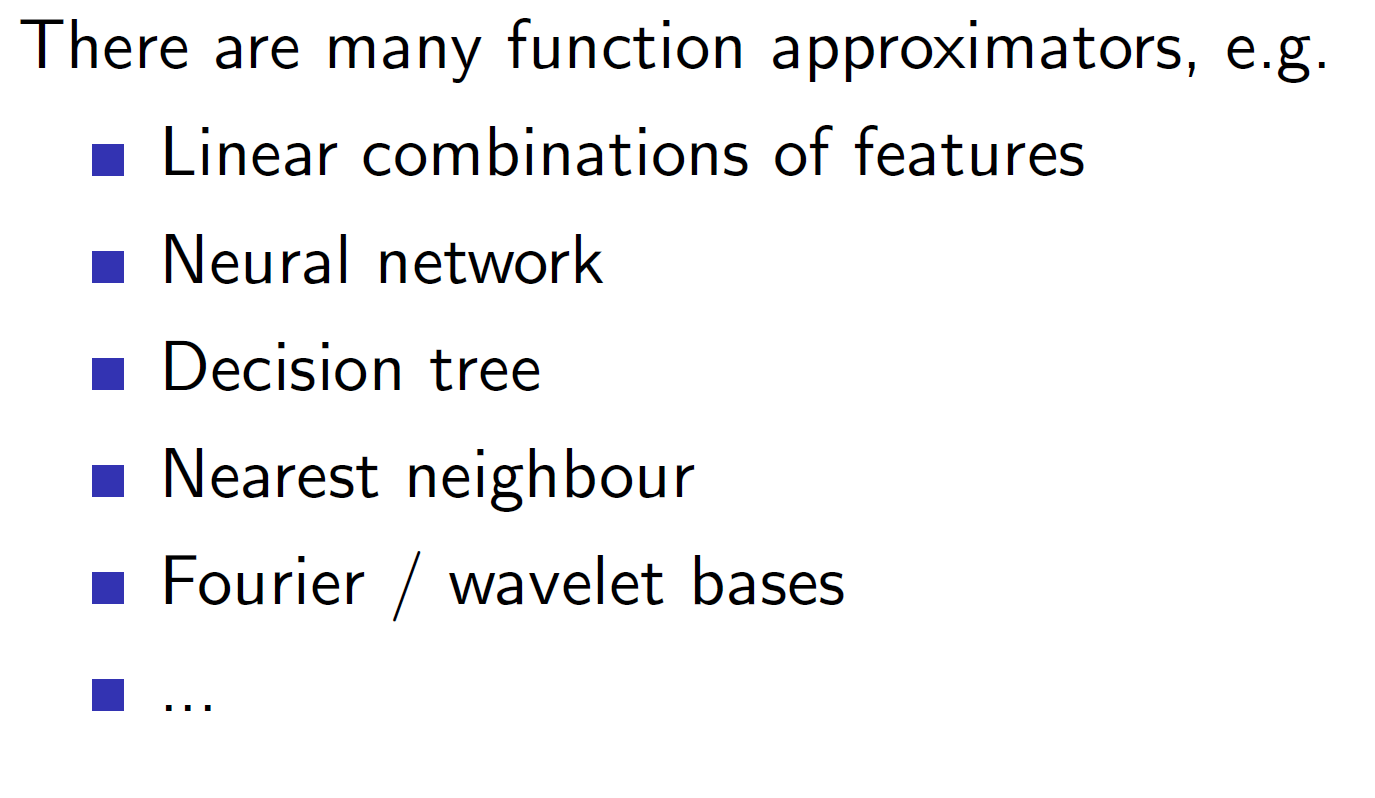 There are many function approximators, e.g.
Linear combinations of features
Neural network
Decision tree
Nearest neighbour
Fourier / wavelet bases
...